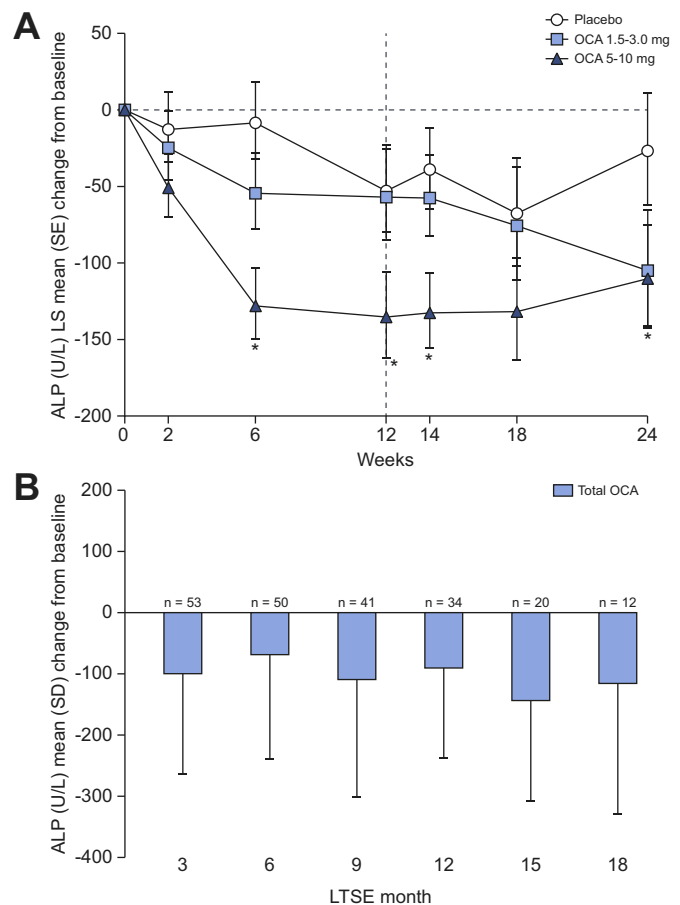 A
Placebo
OCA 1.5-3.0 mg
OCA 5-10 mg
ALP (U/L) LS mean (SE) change from baseline
50
0
-50
-100
-150
-200
*
*
*
*
0 2 6 12 14 18 24
Weeks
B
Total OCA
ALP (U/L) mean (SD) change from baseline
200
100
0
-100
-200
-300
-400
n = 53 n = 50 n = 41 n = 34 n = 20 n = 12
3 6 9 12 15 18
LTSE month